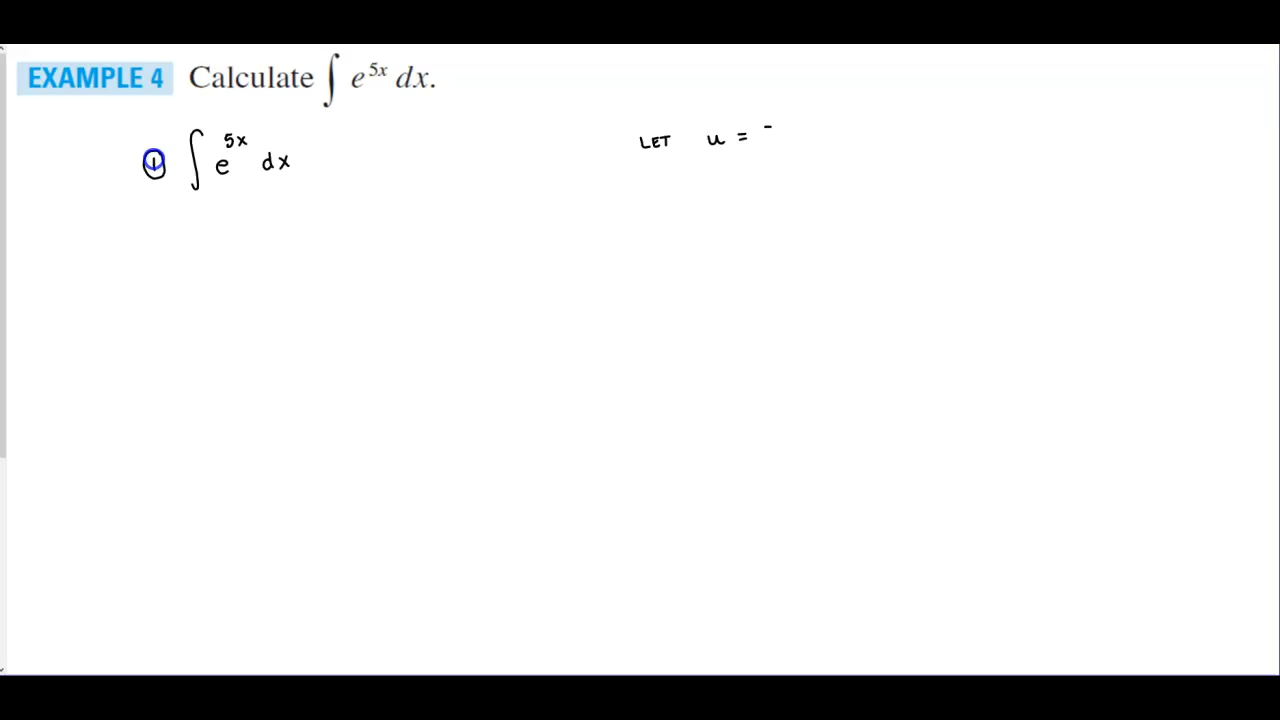 EXAMPLE 4 Calculate ∫ e^{5x} dx.
① ∫ e^{5x} dx LET u =